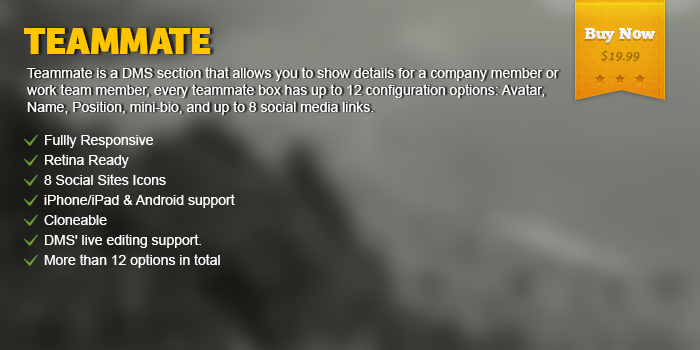 TEAMMATE
Buy Now
$19.99
Teammate is a DMS section that allows you to show details for a company member or
work team member, every teammate box has up to 12 configuration options: Avatar,
Name, Position, mini-bio, and up to 8 social media links.
Fullly Responsive
Retina Ready
8 Social Sites Icons
iPhone/iPad & Android support
Cloneable
DMS' live editing support.
More than 12 options in total